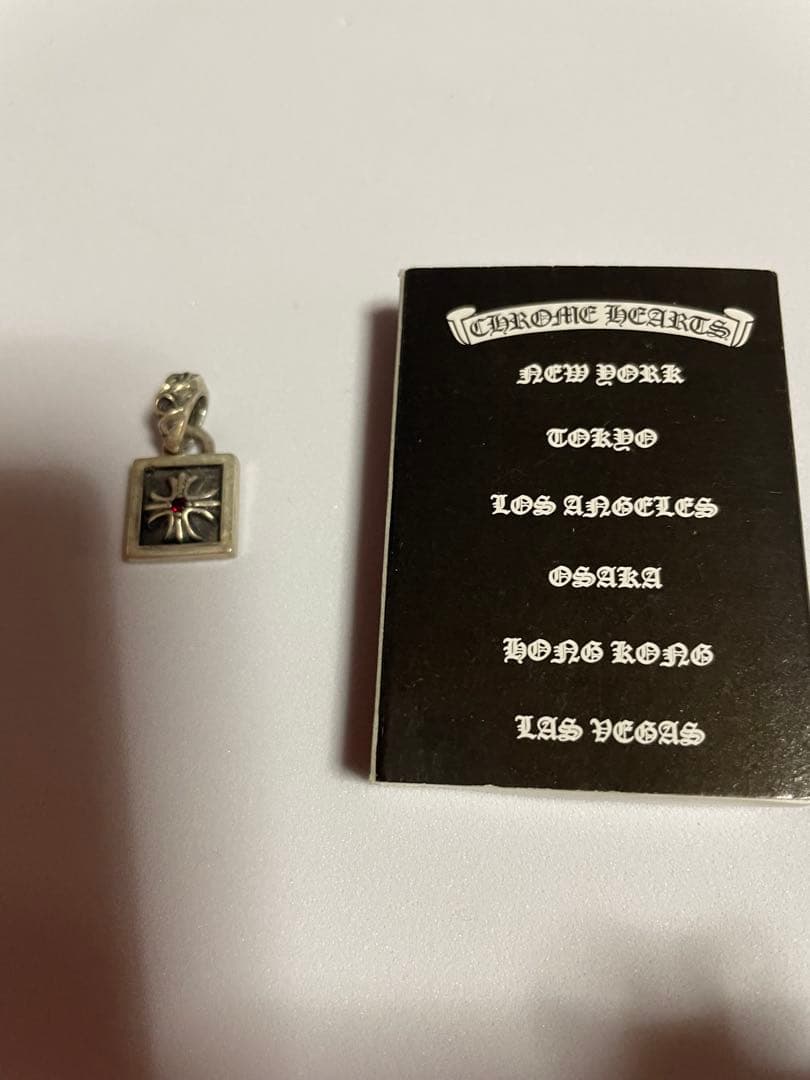 CHROME HEARTS
NEW YORK
TOKYO
LOS ANGELES
OSAKA
HONG KONG
LAS VEGAS